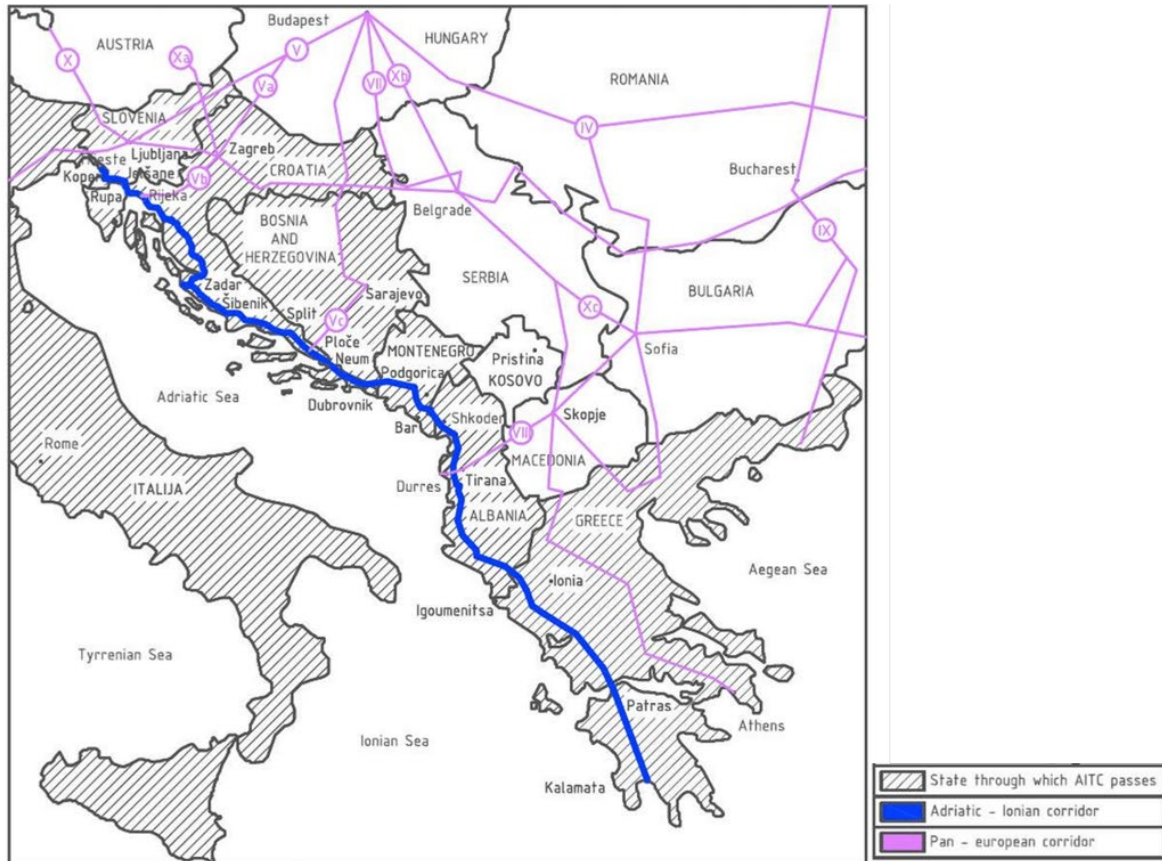 Budapest
HUNGARY
AUSTRIA
V
X
Xa
Va
VII
Xb
ROMANIA
IV
SLOVENIA
Ljubljana
Zagreb
Trieste
Koper
Jelšane
CROATIA
Vb
Rupa
Rijeka
Bucharest
Belgrade
IX
BOSNIA
AND
HERZEGOVINA
SERBIA
BULGARIA
Zadar
Sarajevo
Šibenik
Split
Vc
Xc
Ploče
Neum
MONTENEGRO
Podgorica
Pristina
KOSOVO
Sofia
Adriatic Sea
Dubrovnik
Bar
Shkoder
Skopje
VII
MACEDONIA
Rome
ITALIJA
Durres
Tirana
ALBANIA
GREECE
Aegean Sea
Ionia
Igoumenitsa
Tyrrenian Sea
Patras
Athens
Ionian Sea
Kalamata
State through which AITC passes
Adriatic - Ionian corridor
Pan - european corridor